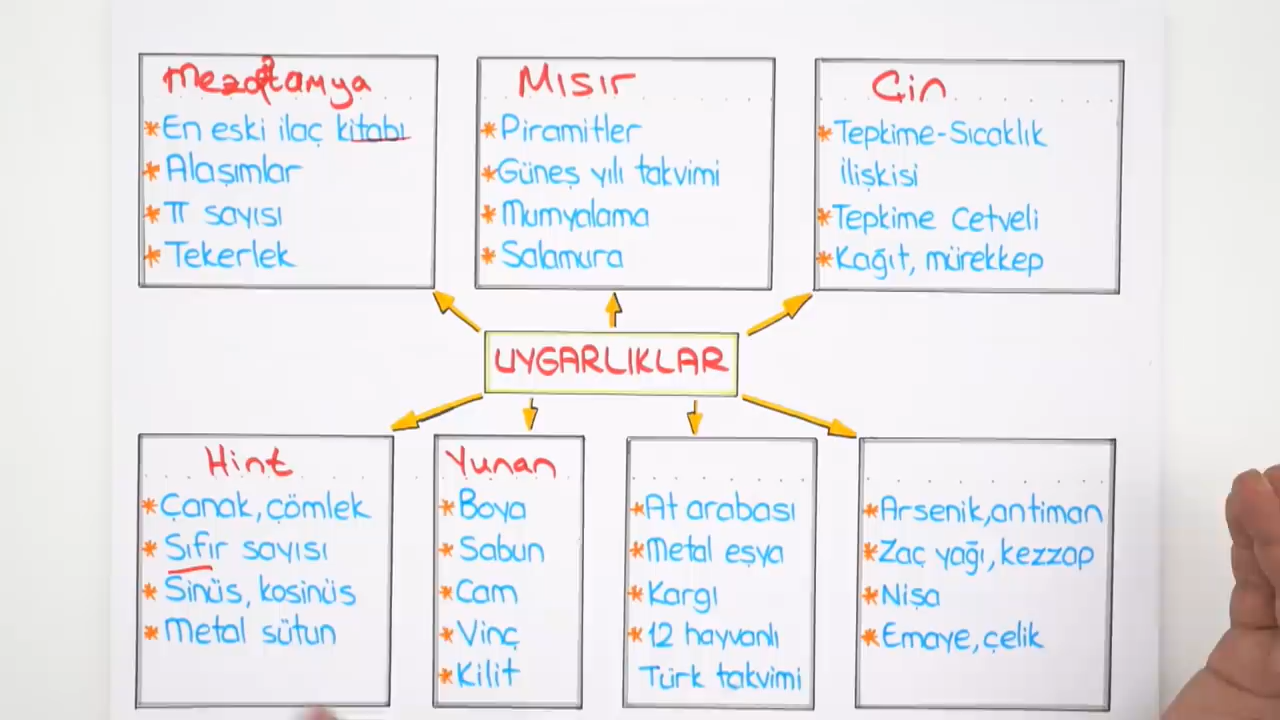 Mezopotamya
*En eski ilaç kitabı
*Alaşımlar
*π sayısı
*Tekerlek
Mısır
*Piramitler
*Güneş yılı takvimi
*Mumyalama
*Salamura
Çin
*Tepkime-Sıcaklık
ilişkisi
*Tepkime cetveli
*Kağıt, mürekkep
UYGARLIKLAR
Hint
*Çanak, çömlek
*Sıfır sayısı
*Sinüs, kosinüs
*Metal sütun
Yunan
*Boya
*Sabun
*Cam
*Vinç
*Kilit
*At arabası
*Metal eşya
*Kargı
*12 hayvanlı
Türk takvimi
*Arsenik, antiman
*Zaç yağı, kezzap
*Nişa
*Emaye, çelik